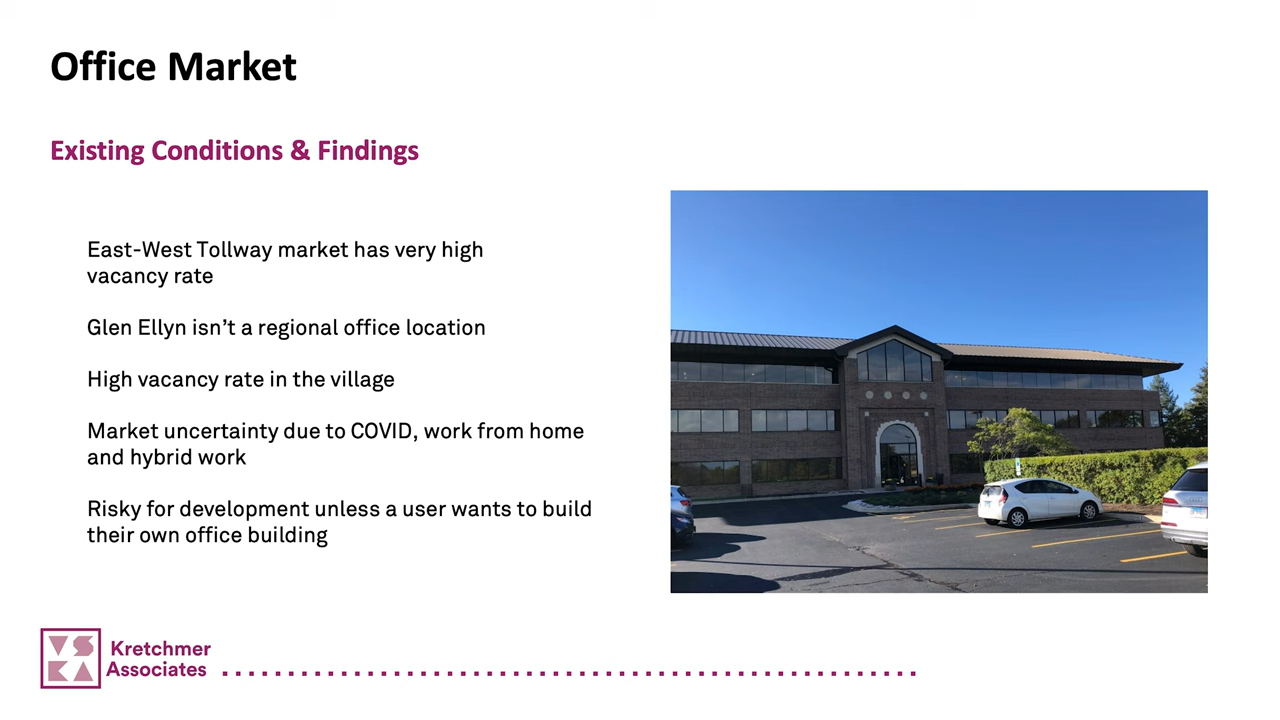 Office Market
Existing Conditions & Findings
East-West Tollway market has very high
vacancy rate
Glen Ellyn isn't a regional office location
High vacancy rate in the village
Market uncertainty due to COVID, work from home
and hybrid work
Risky for development unless a user wants to build
their own office building
VS
KA
Kretchmer
Associates